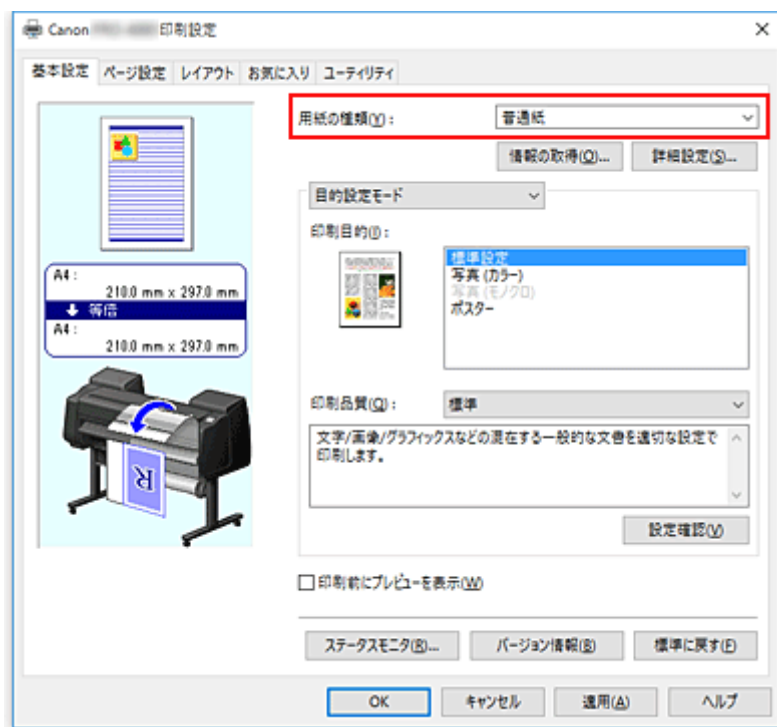 Canon 印刷設定
基本設定 ページ設定 レイアウト お気に入り ユーティリティ
用紙の種類(Y): 普通紙
情報の取得(O)... 詳細設定(S)...
目的設定モード
印刷目的(I):
標準設定
写真 (カラー)
写真 (モノクロ)
ポスター
A4:
210.0 mm x 297.0 mm
等倍
A4:
210.0 mm x 297.0 mm
印刷品質(Q): 標準
文字/画像/グラフィックスなどの混在する一般的な文書を適切な設定で
印刷します。
R
設定確認(V)
印刷前にプレビューを表示(W)
ステータスモニタ(R)... バージョン情報(B) 標準に戻す(F)
OK キャンセル 適用(A) ヘルプ